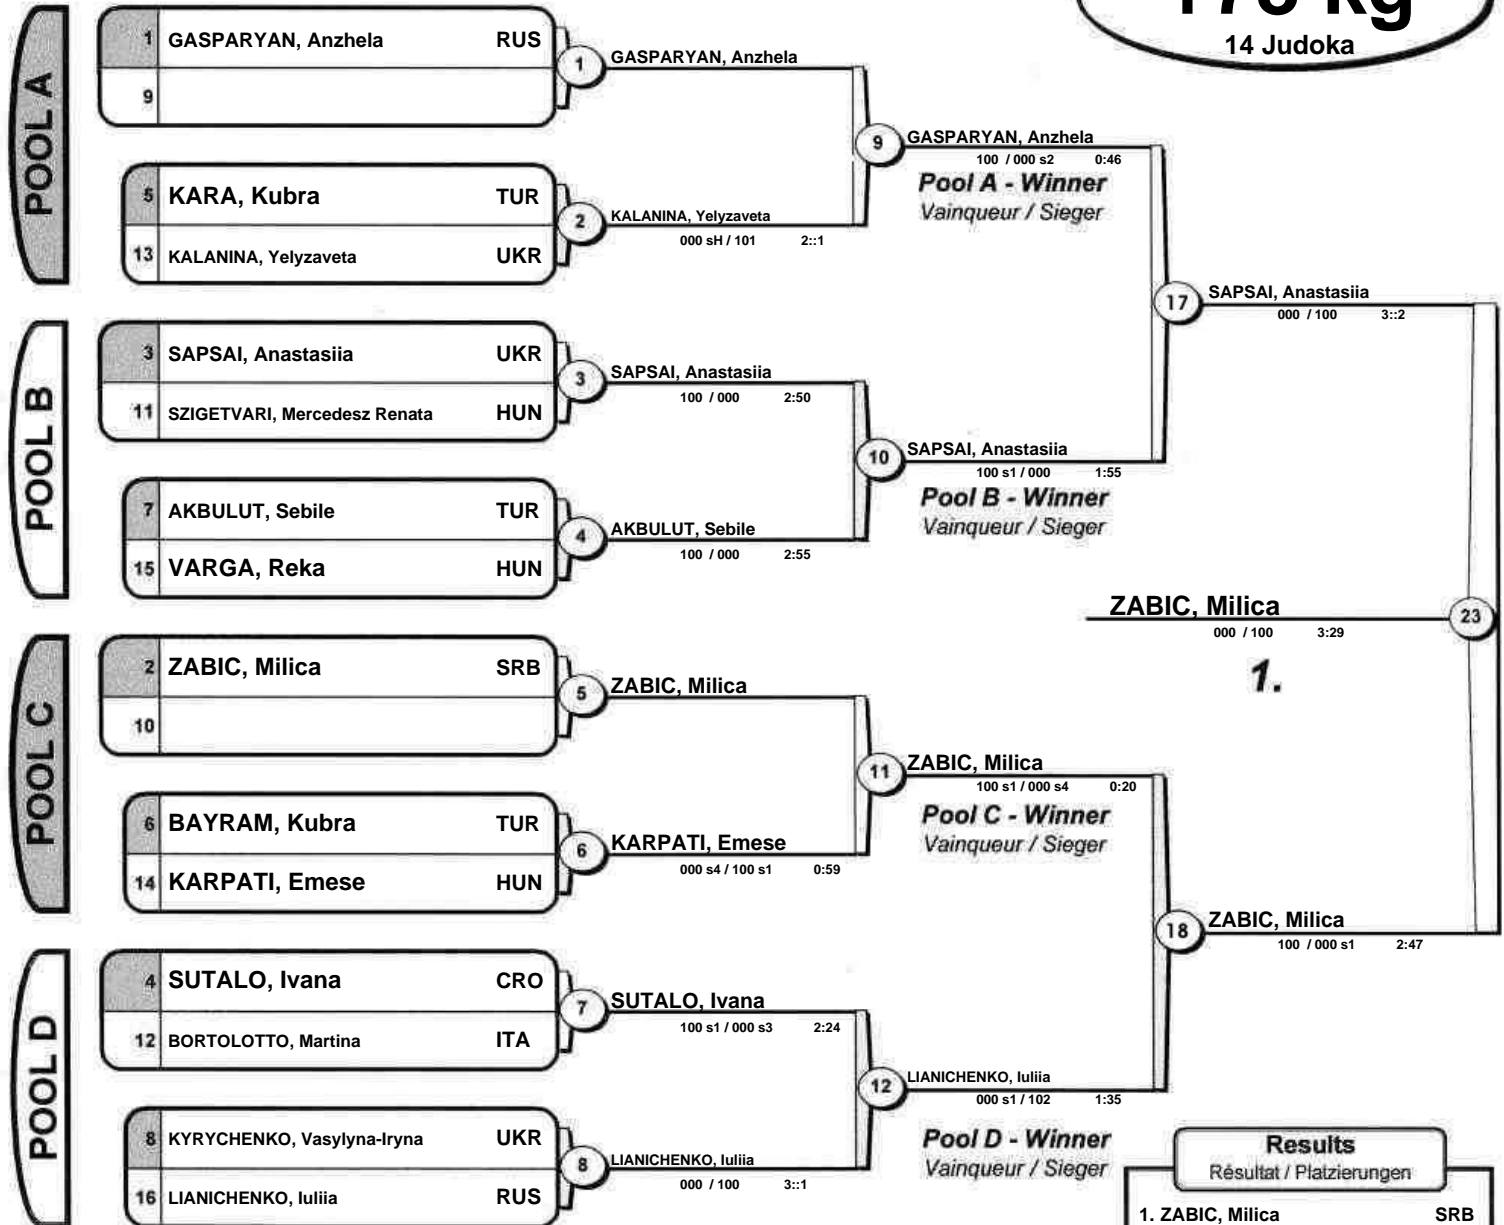 +78 kg
14 Judoka
POOL A
1 GASPARYAN, Anzhela RUS
9
5 KARA, Kubra TUR
13 KALANINA, Yelyzaveta UKR
1 GASPARYAN, Anzhela
2 KALANINA, Yelyzaveta
000 sH / 101 2::1
9 GASPARYAN, Anzhela
100 / 000 s2 0:46
Pool A - Winner
Vainqueur / Sieger
POOL B
3 SAPSAI, Anastasiia UKR
11 SZIGETVARI, Mercedesz Renata HUN
7 AKBULUT, Sebile TUR
15 VARGA, Reka HUN
3 SAPSAI, Anastasiia
100 / 000 2:50
4 AKBULUT, Sebile
100 / 000 2:55
10 SAPSAI, Anastasiia
100 s1 / 000 1:55
Pool B - Winner
Vainqueur / Sieger
17 SAPSAI, Anastasiia
000 / 100 3::2
ZABIC, Milica 23
000 / 100 3:29
1.
POOL C
2 ZABIC, Milica SRB
10
6 BAYRAM, Kubra TUR
14 KARPATI, Emese HUN
5 ZABIC, Milica
6 KARPATI, Emese
000 s4 / 100 s1 0:59
11 ZABIC, Milica
100 s1 / 000 s4 0:20
Pool C - Winner
Vainqueur / Sieger
18 ZABIC, Milica
100 / 000 s1 2:47
POOL D
4 SUTALO, Ivana CRO
12 BORTOLOTTO, Martina ITA
8 KYRYCHENKO, Vasylyna-Iryna UKR
16 LIANICHENKO, Iuliia RUS
7 SUTALO, Ivana
100 s1 / 000 s3 2:24
8 LIANICHENKO, Iuliia
000 / 100 3::1
12 LIANICHENKO, Iuliia
000 s1 / 102 1:35
Pool D - Winner
Vainqueur / Sieger
Results
Résultat / Platzierungen
1. ZABIC, Milica SRB